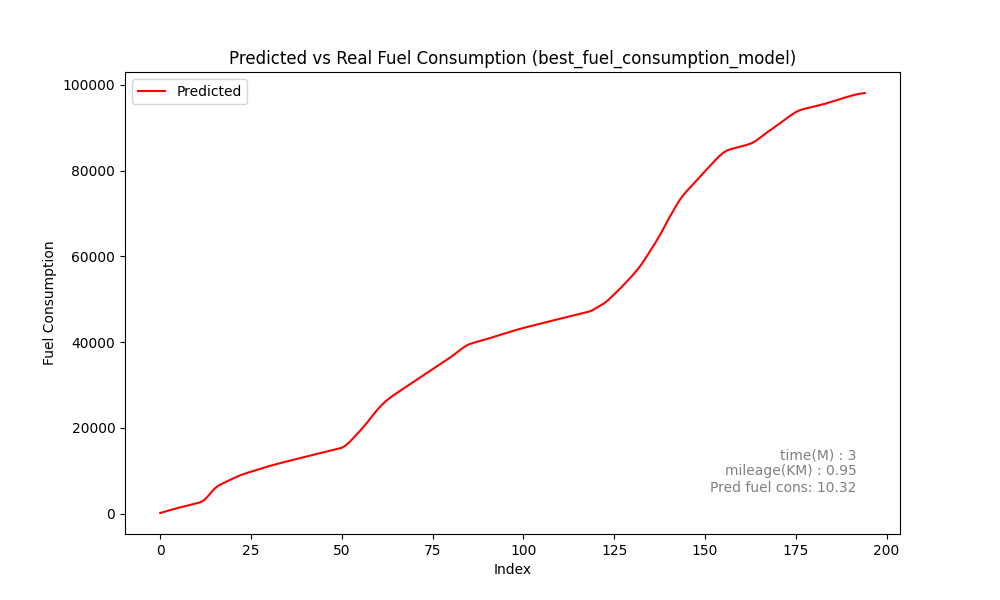 Predicted vs Real Fuel Consumption (best_fuel_consumption_model)
Predicted
100000
80000
60000
40000
20000
0
Fuel Consumption
time(M) : 3
mileage(KM) : 0.95
Pred fuel cons: 10.32
0 25 50 75 100 125 150 175 200
Index